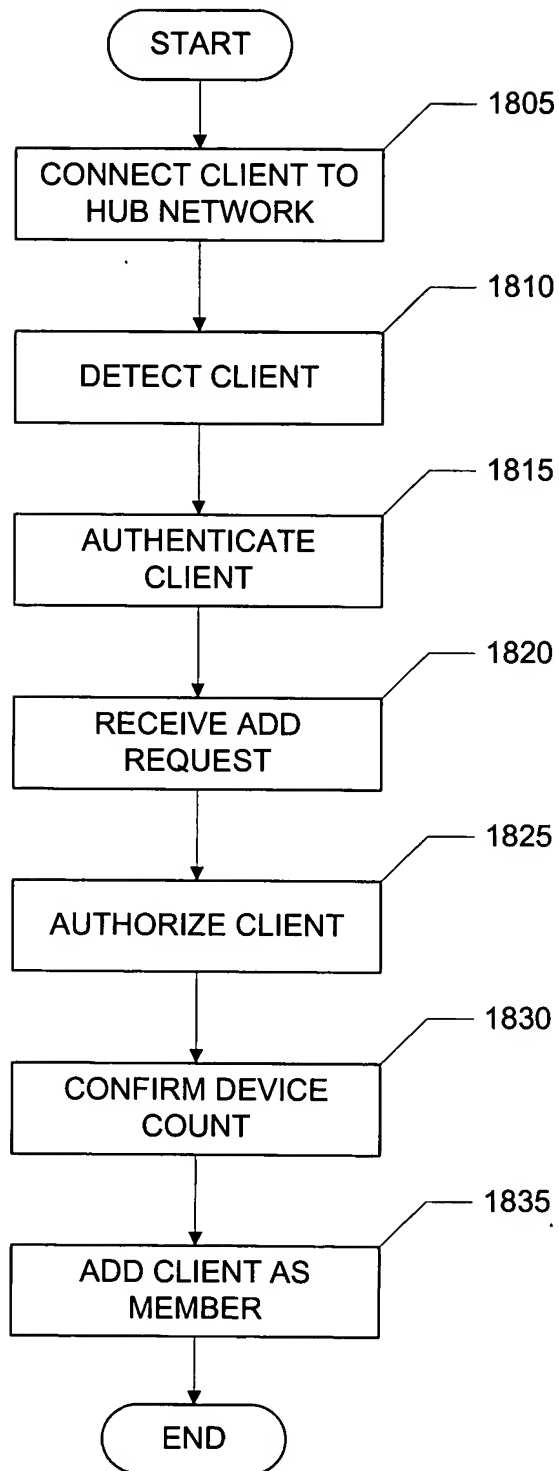 START
1805
CONNECT CLIENT TO
HUB NETWORK
1810
DETECT CLIENT
1815
AUTHENTICATE
CLIENT
1820
RECEIVE ADD
REQUEST
1825
AUTHORIZE CLIENT
1830
CONFIRM DEVICE
COUNT
1835
ADD CLIENT AS
MEMBER
END